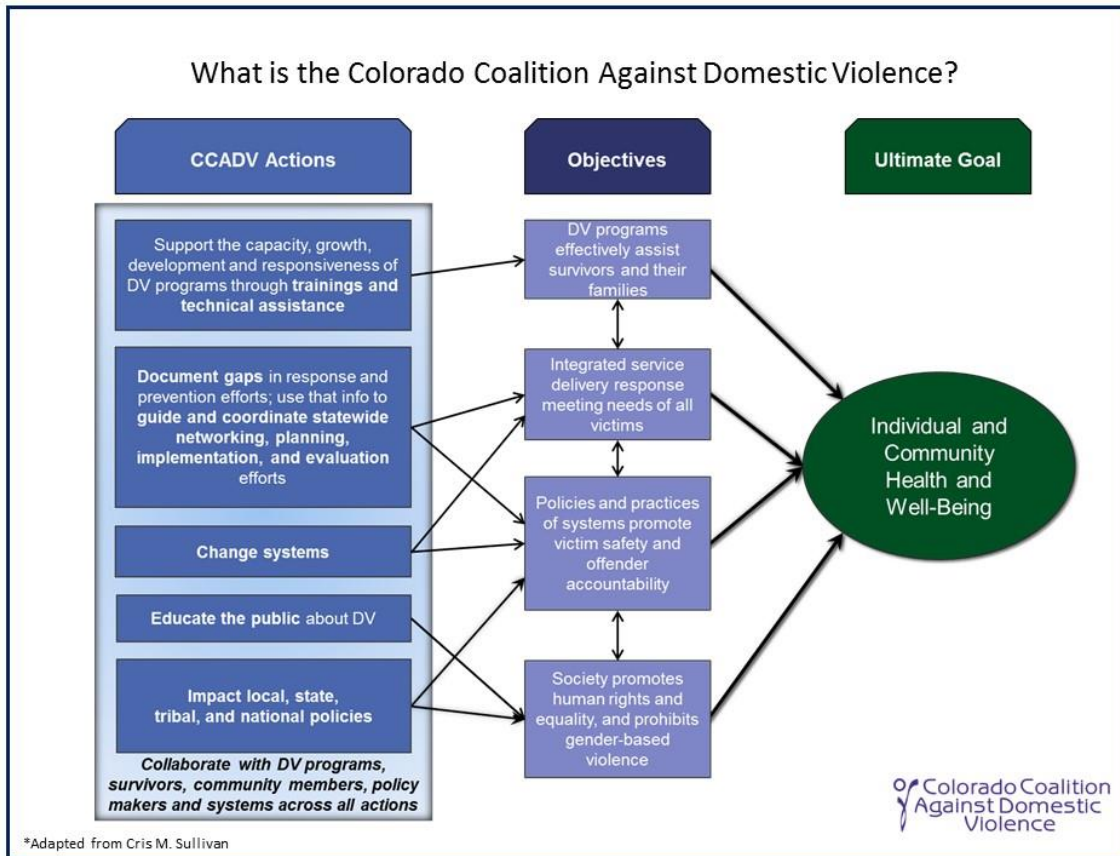 What is the Colorado Coalition Against Domestic Violence?
CCADV Actions
Objectives
Ultimate Goal
Support the capacity, growth,
development and responsiveness of
DV programs through trainings and
technical assistance
Document gaps in response and
prevention efforts; use that info to
guide and coordinate statewide
networking, planning,
implementation, and evaluation
efforts
Change systems
Educate the public about DV
Impact local, state,
tribal, and national policies
Collaborate with DV programs,
survivors, community members, policy
makers and systems across all actions
DV programs
effectively assist
survivors and their
families
Integrated service
delivery response
meeting needs of all
victims
Policies and practices
of systems promote
victim safety and
offender
accountability
Society promotes
human rights and
equality, and prohibits
gender-based
violence
Individual and
Community
Health and
Well-Being
Colorado Coalition
Against Domestic
Violence
*Adapted from Cris M. Sullivan